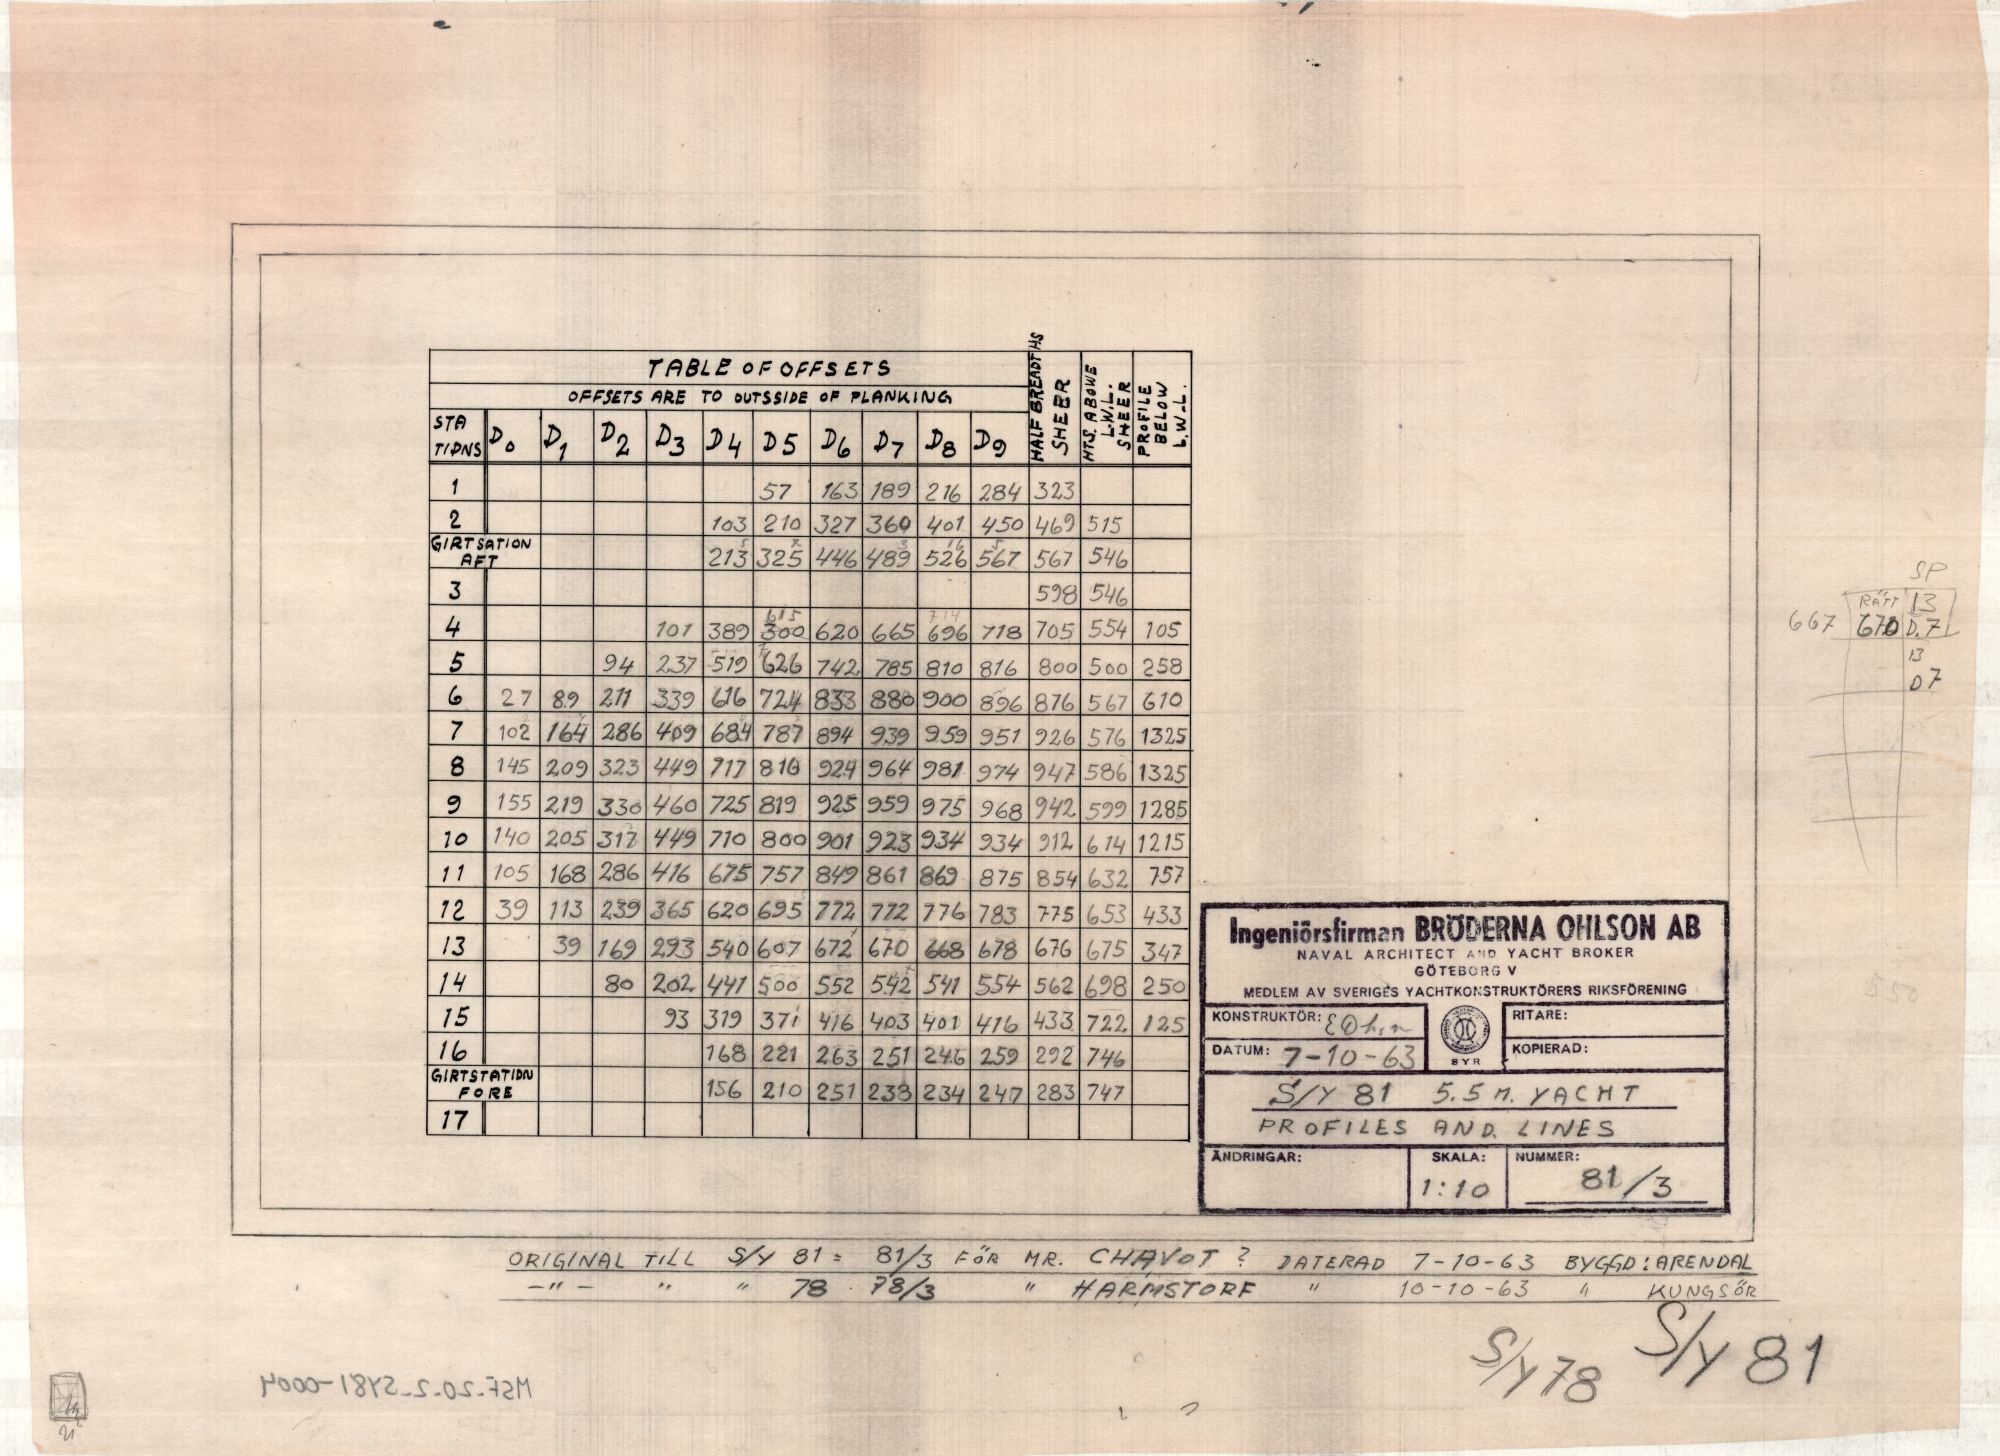 TABLE OF OFFSETS
OFFSETS ARE TO OUTSSIDE OF PLANKING
HALF BREADTHS SHEER
HTS. ABOWE L.W.L. SHEER
PROFILE BELOW L.W.L.
STATIONS D0 D1 D2 D3 D4 D5 D6 D7 D8 D9
1 57 163 189 216 284 323
2 103 210 327 360 401 450 469 515
GIRTSATION AFT 213 325 446 489 526 567 567 546
3 598 546
615 714
4 101 389 300 620 665 696 718 705 554 105
5 94 237 519 626 742 785 810 816 800 500 258
6 27 89 211 339 616 724 833 880 900 896 876 567 610
7 102 164 286 409 684 787 894 939 959 951 926 576 1325
8 145 209 323 449 717 810 924 964 981 974 947 586 1325
9 155 219 330 460 725 819 925 959 975 968 942 599 1285
10 140 205 317 449 710 800 901 923 934 934 912 614 1215
11 105 168 286 416 675 757 849 861 869 875 854 632 757
12 39 113 239 365 620 695 772 772 776 783 775 653 433
13 39 169 293 540 607 672 670 668 678 676 675 347
14 80 202 441 500 552 542 541 554 562 698 250
15 93 319 371 416 403 401 416 433 722 125
16 168 221 263 251 246 259 292 746
GIRTSTATION FORE 156 210 251 238 234 247 283 747
17
SP
RÄTT 13
667 670 D.7
13
D7
850
Ingeniörsfirman BRÖDERNA OHLSON AB
NAVAL ARCHITECT AND YACHT BROKER
GÖTEBORG V
MEDLEM AV SVERIGES YACHTKONSTRUKTÖRERS RIKSFÖRENING
KONSTRUKTÖR: EOhsn
RITARE:
DATUM: 7-10-63
SYR
KOPIERAD:
S/Y 81 5.5 M. YACHT
PROFILES AND. LINES
ÄNDRINGAR:
SKALA: 1:10
NUMMER: 81/3
ORIGINAL TILL S/Y 81 = 81/3 FÖR MR. CHAVOT ? DATERAD 7-10-63 BYGGD: ARENDAL
-"- " " 78 78/3 " HARMSTORF " 10-10-63 " KUNGSÖR
S/Y 78 S/Y 81
MSF-20-2-SY81-0004